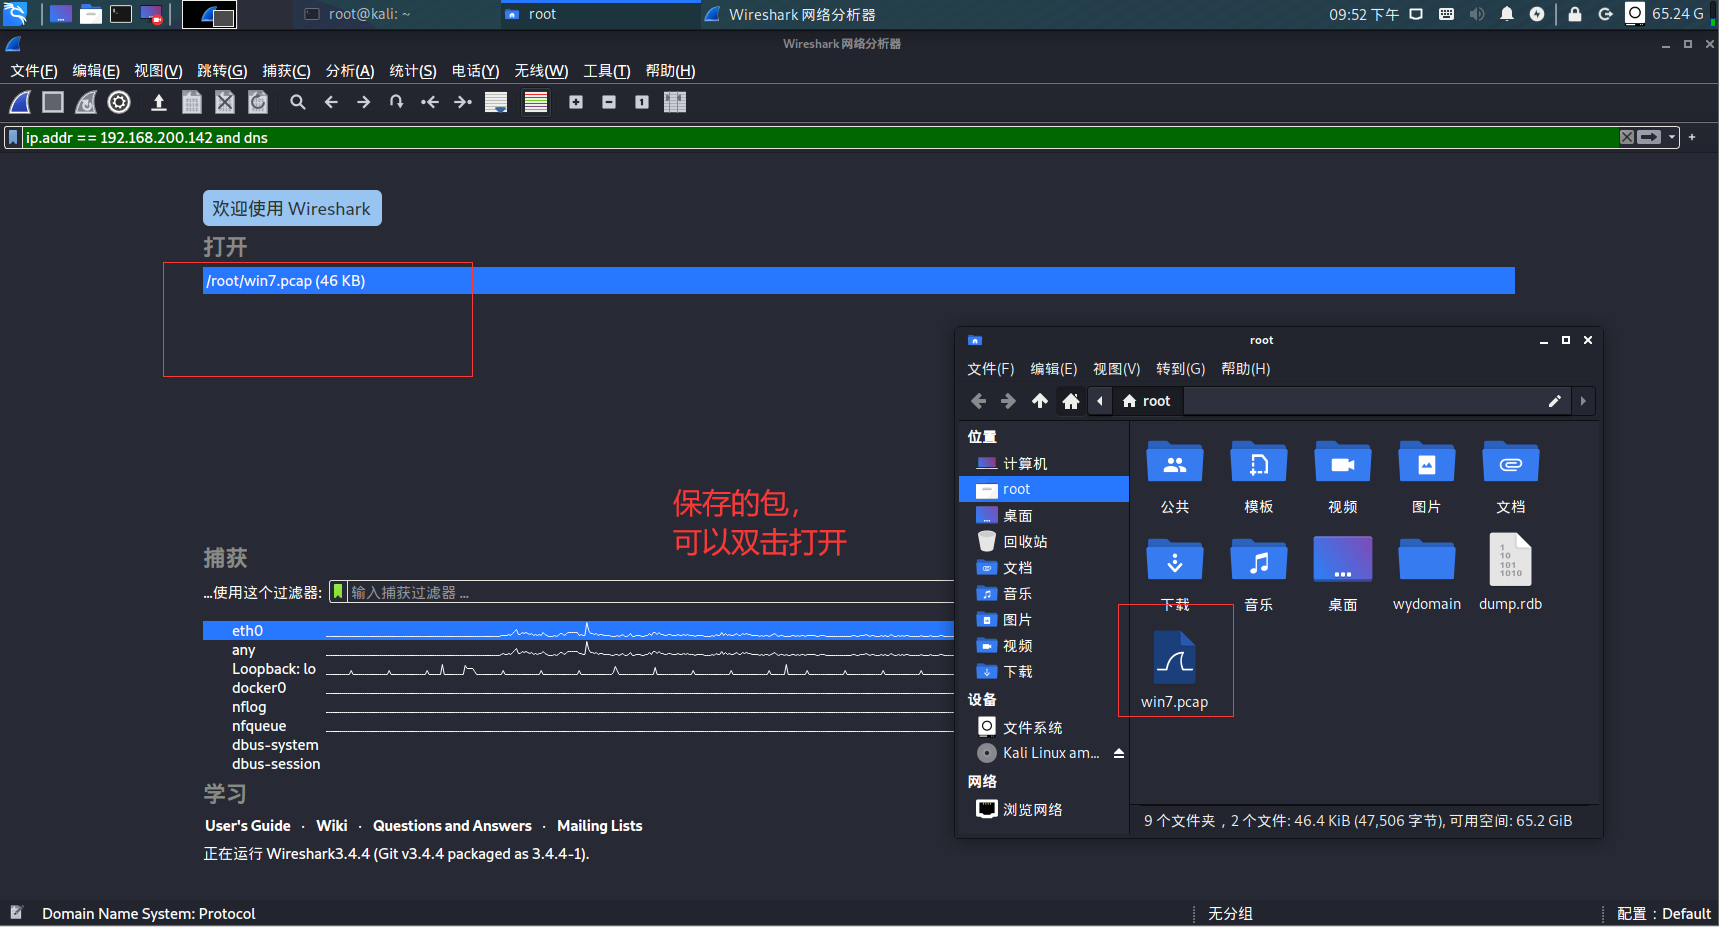 root@kali: ~
root
Wireshark 网络分析器
09:52 下午
65.24 G
Wireshark 网络分析器
文件(F) 编辑(E) 视图(V) 跳转(G) 捕获(C) 分析(A) 统计(S) 电话(Y) 无线(W) 工具(T) 帮助(H)
ip.addr == 192.168.200.142 and dns
欢迎使用 Wireshark
打开
/root/win7.pcap (46 KB)
保存的包，
可以双击打开
捕获
…使用这个过滤器: 输入捕获过滤器 …
eth0
any
Loopback: lo
docker0
nflog
nfqueue
dbus-system
dbus-session
学习
User's Guide · Wiki · Questions and Answers · Mailing Lists
正在运行 Wireshark3.4.4 (Git v3.4.4 packaged as 3.4.4-1).
root
文件(F) 编辑(E) 视图(V) 转到(G) 帮助(H)
root
位置
计算机
root
桌面
回收站
文档
音乐
图片
视频
下载
设备
文件系统
Kali Linux am...
网络
浏览网络
公共 模板 视频 图片 文档
下载 音乐 桌面 wydomain dump.rdb
win7.pcap
9 个文件夹，2 个文件: 46.4 KiB (47,506 字节), 可用空间: 65.2 GiB
Domain Name System: Protocol
无分组
配置：Default